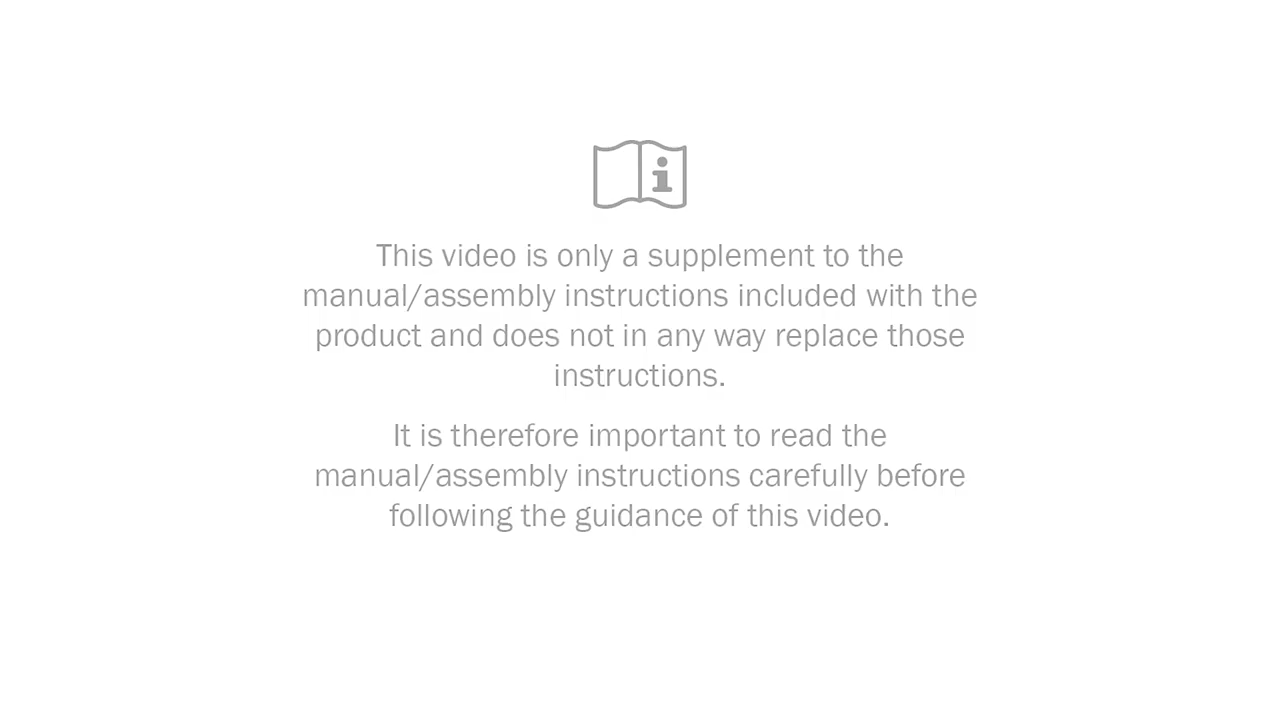 This video is only a supplement to the
manual/assembly instructions included with the
product and does not in any way replace those
instructions.
It is therefore important to read the
manual/assembly instructions carefully before
following the guidance of this video.